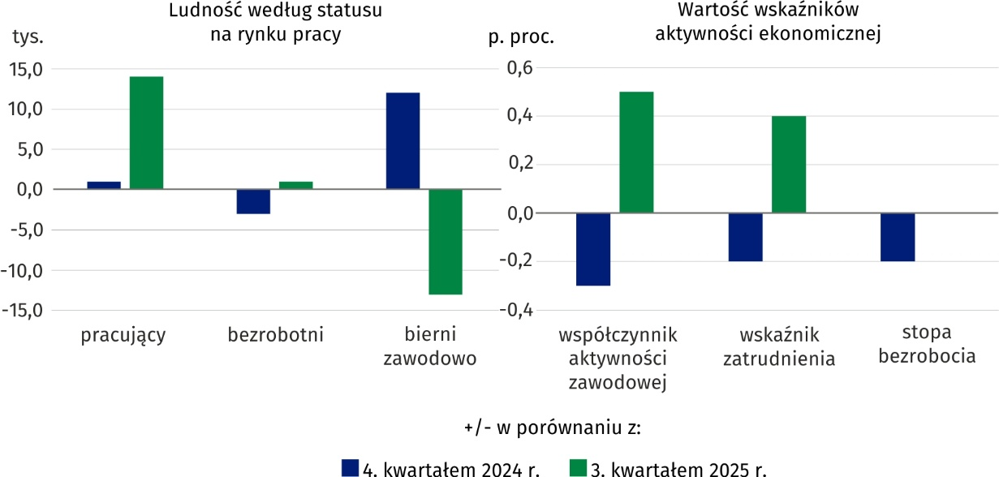 Ludność według statusu
na rynku pracy
tys.
15,0
10,0
5,0
0,0
-5,0
-10,0
-15,0
pracujący
bezrobotni
bierni
zawodowo
Wartość wskaźników
aktywności ekonomicznej
p. proc.
0,6
0,4
0,2
0,0
-0,2
-0,4
współczynnik
aktywności
zawodowej
wskaźnik
zatrudnienia
stopa
bezrobocia
+/- w porównaniu z:
4. kwartałem 2024 r.
3. kwartałem 2025 r.